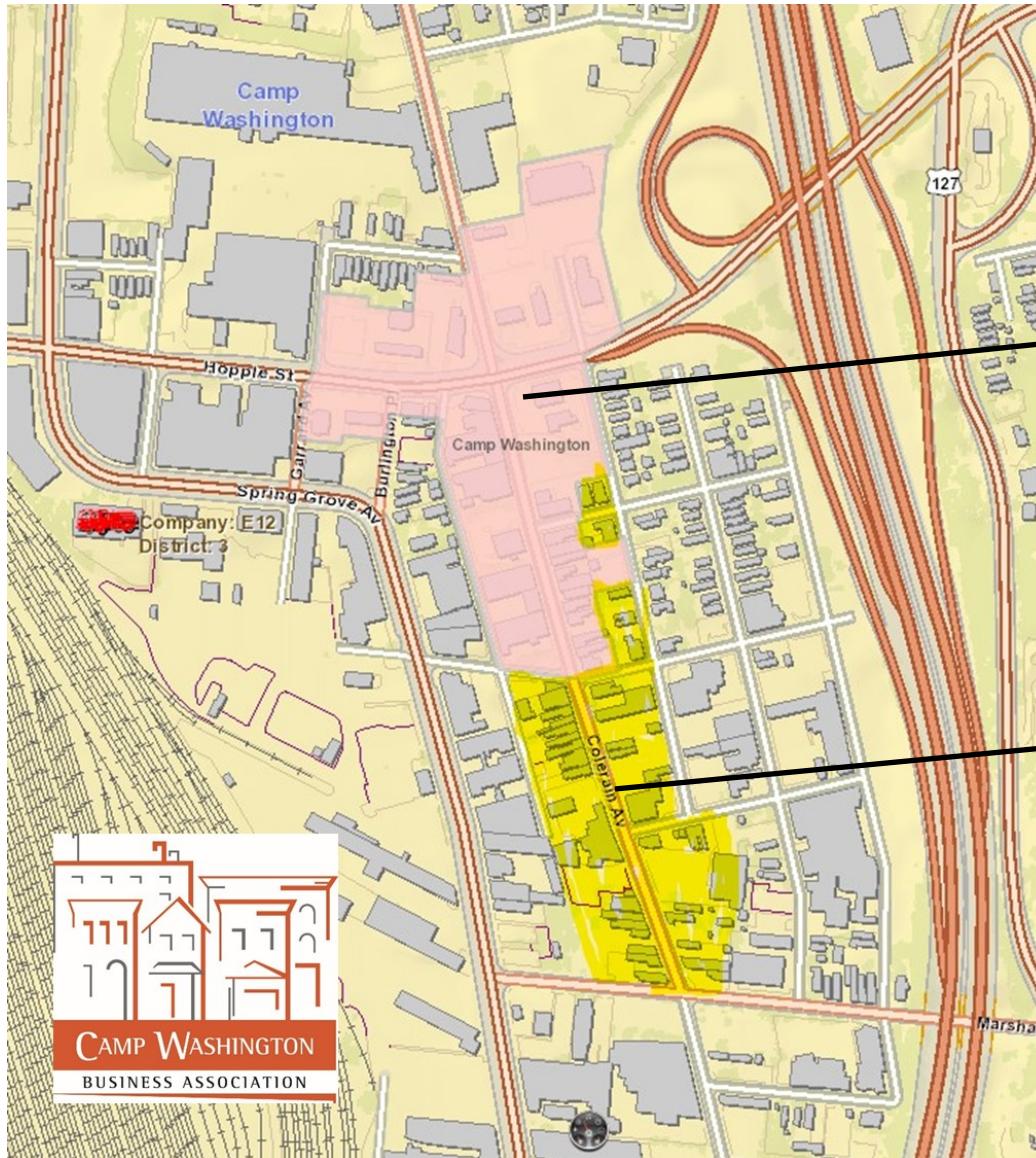 Camp
Washington
127
Hopple St
Camp Washington
Burlington
Spring Grove Av
Company: E12
District: 3
Colerain Av
Marsha
CAMP WASHINGTON
BUSINESS ASSOCIATION